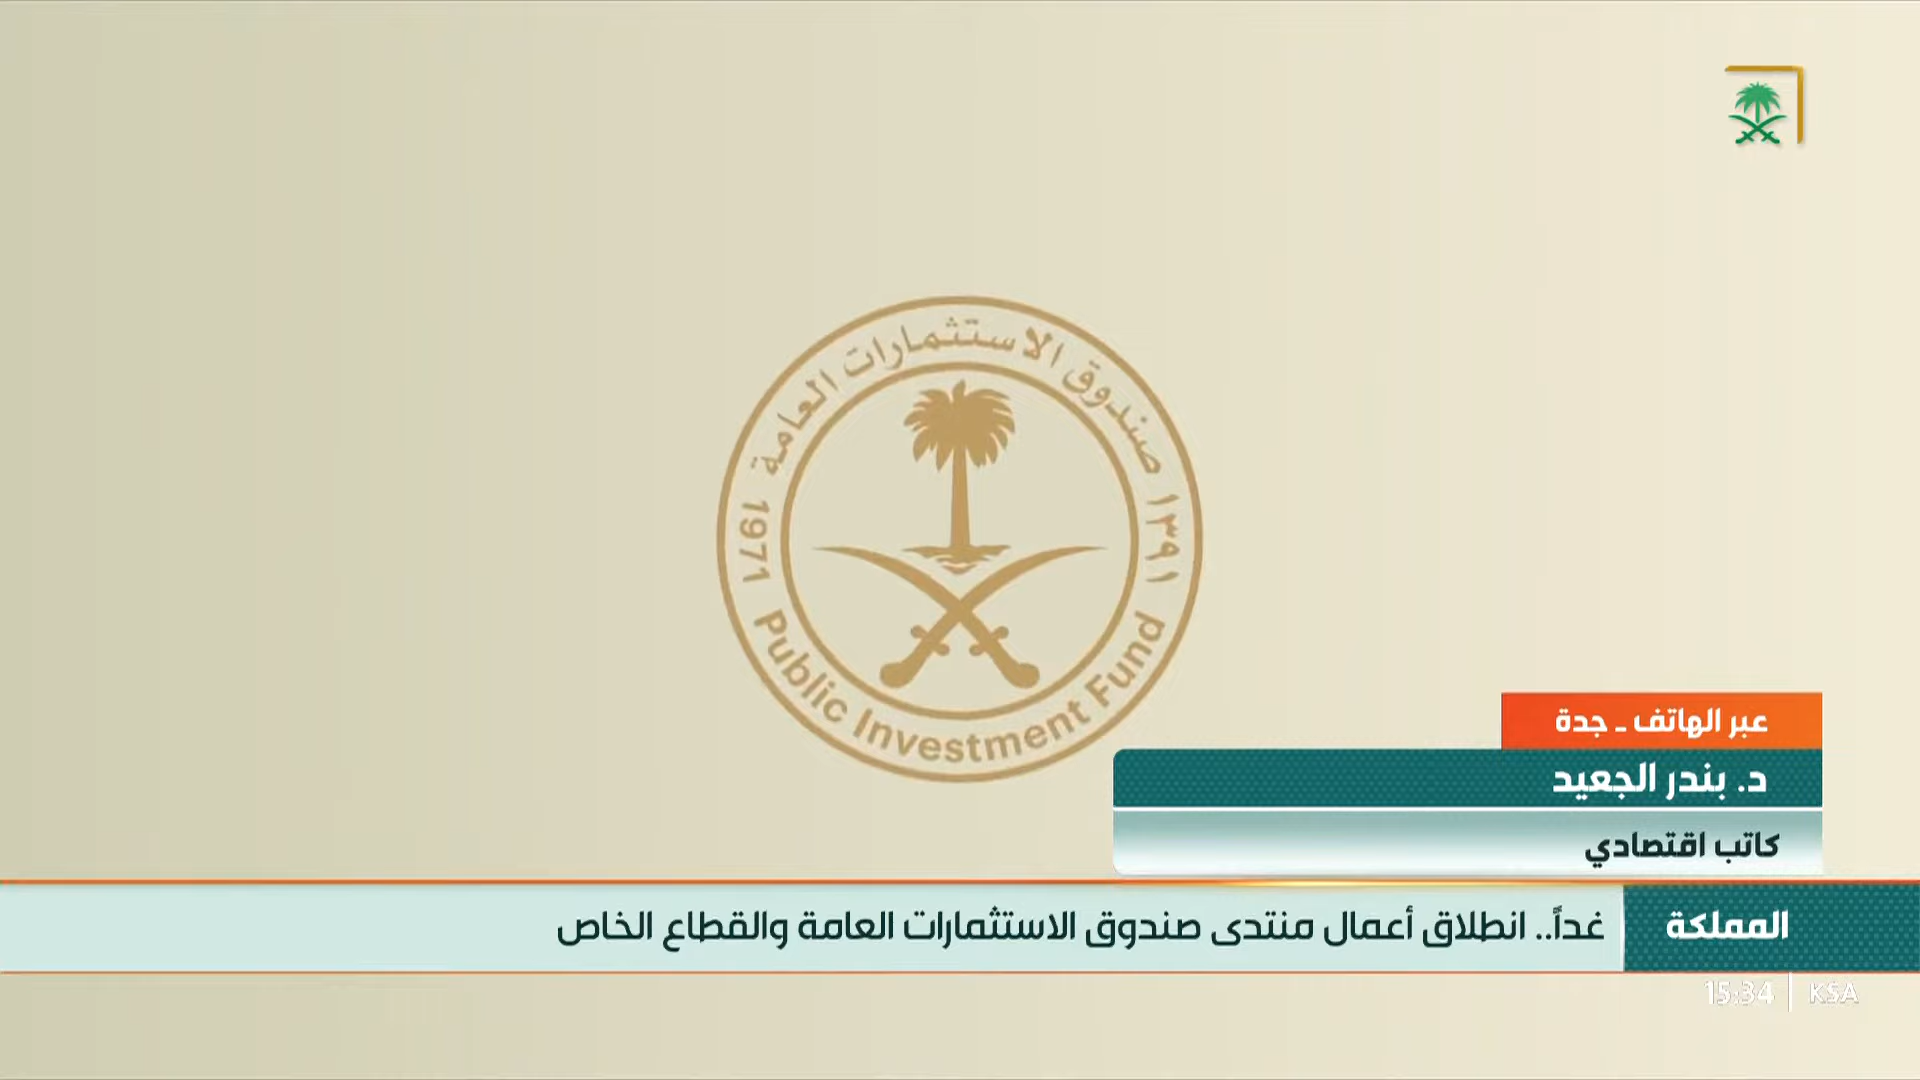 صندوق الاستثمارات العامة
١٣٩١
1971
Public Investment Fund
عبر الهاتف - جدة
د. بندر الجعيد
كاتب اقتصادي
المملكة
غداً.. انطلاق أعمال منتدى صندوق الاستثمارات العامة والقطاع الخاص
15:34 | KSA